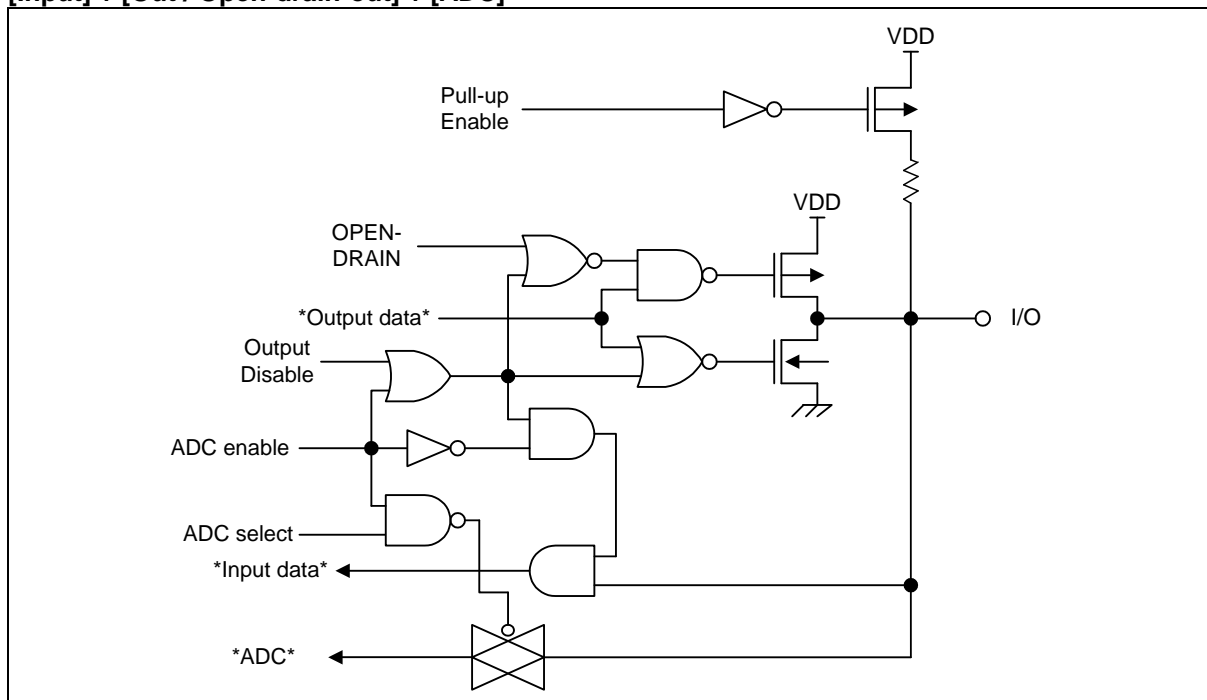 VDD
Pull-up
Enable
VDD
OPEN-
DRAIN
I/O
*Output data*
Output
Disable
ADC enable
ADC select
*Input data*
*ADC*